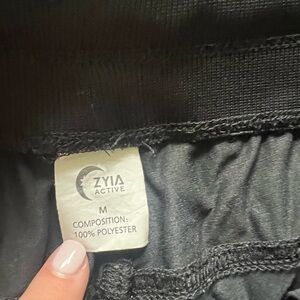 ZYIA
ACTIVE
M
COMPOSITION:
100% POLYESTER